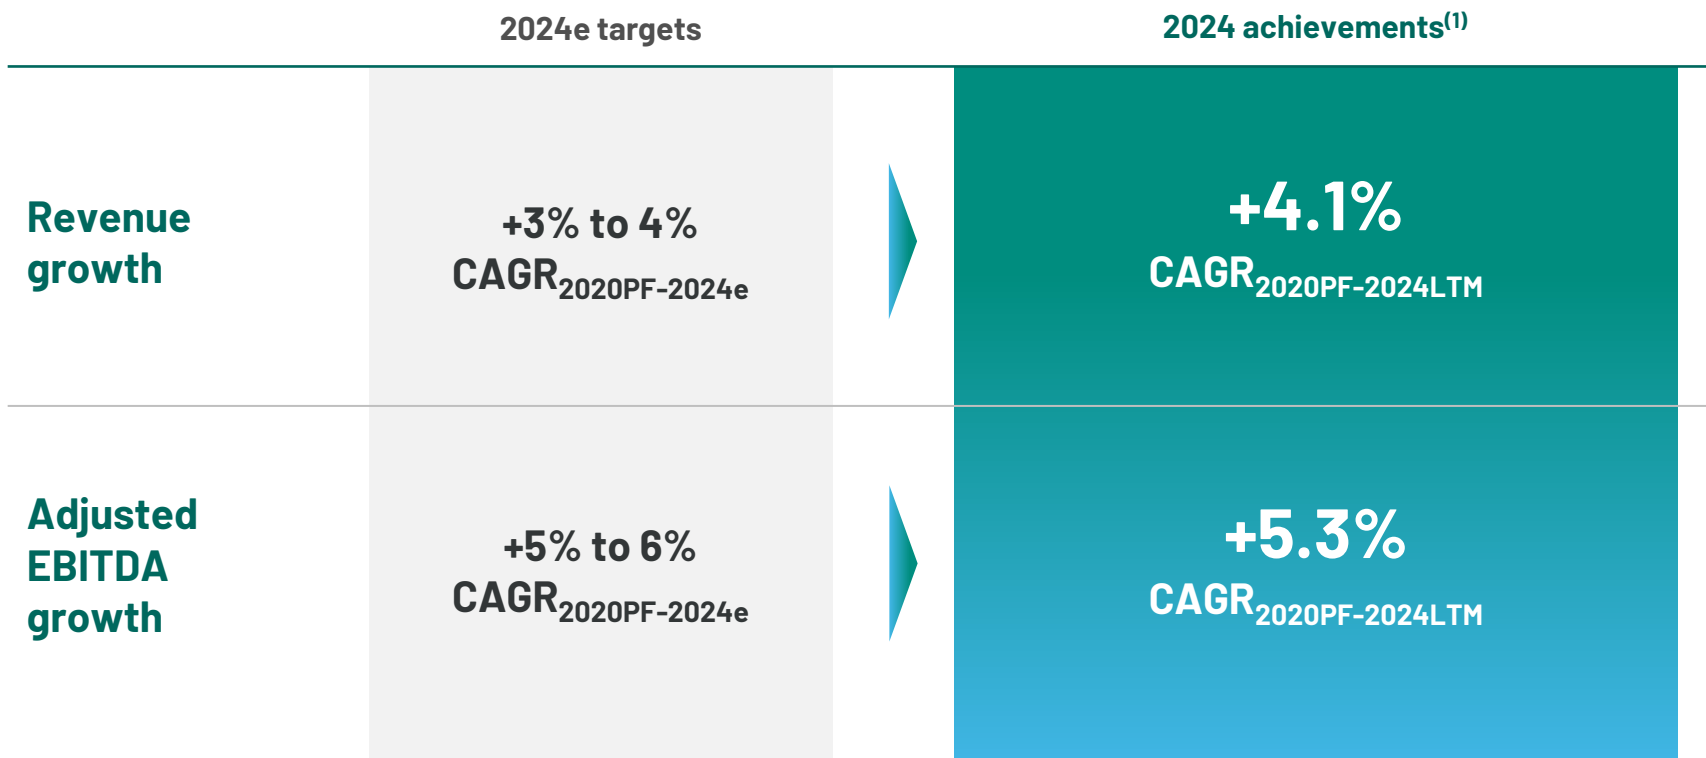 2024e targets
2024 achievements(1)
Revenue
growth
+3% to 4%
CAGR2020PF-2024e
+4.1%
CAGR2020PF-2024LTM
Adjusted
EBITDA
growth
+5% to 6%
CAGR2020PF-2024e
+5.3%
CAGR2020PF-2024LTM